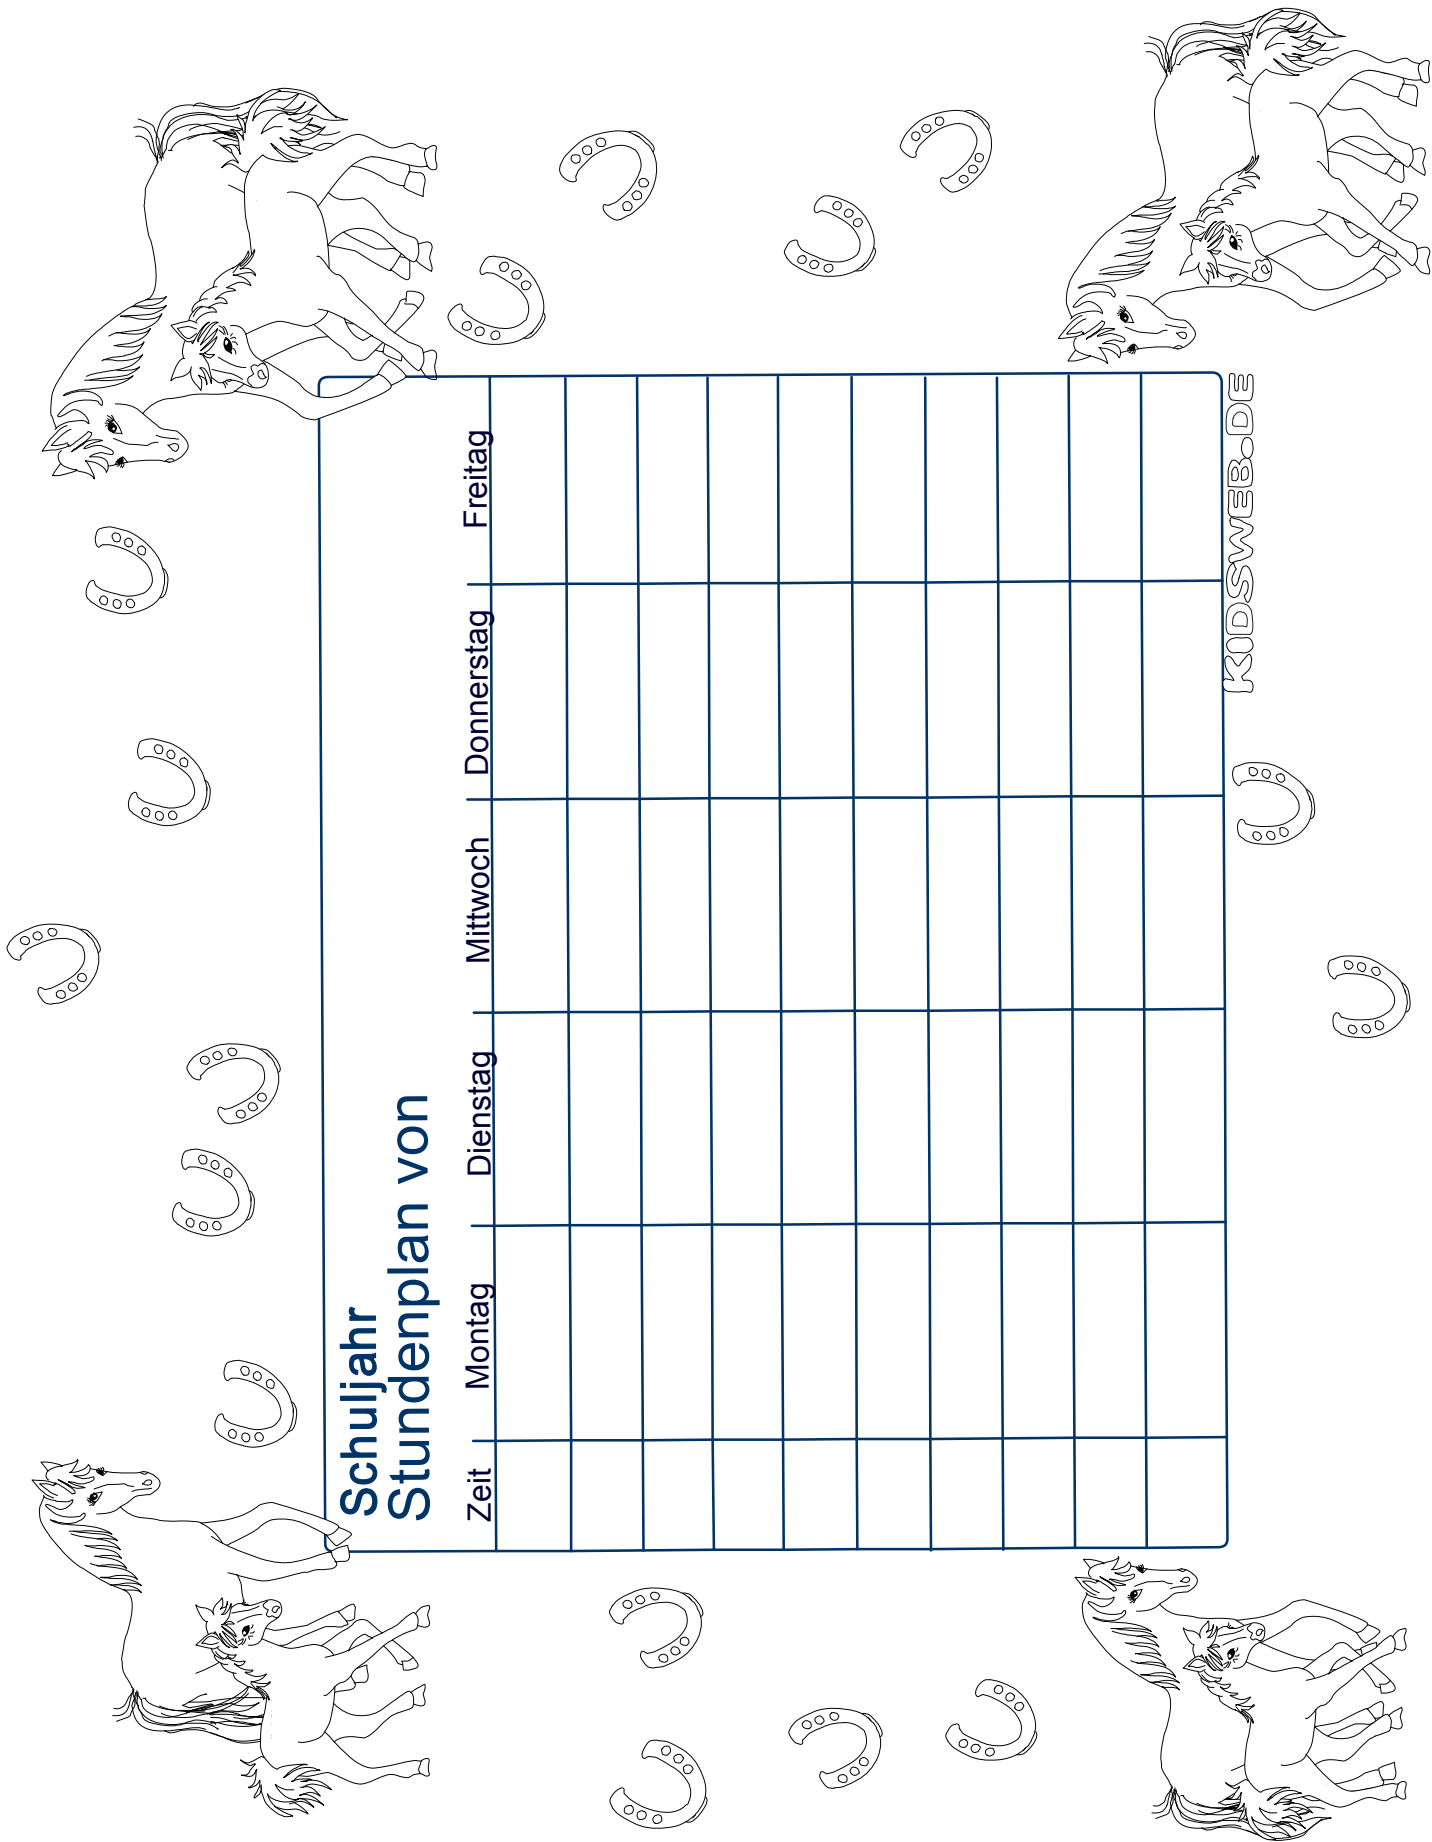 Schuljahr
Stundenplan von
Zeit Montag Dienstag Mittwoch Donnerstag Freitag
KIDSWEB.DE